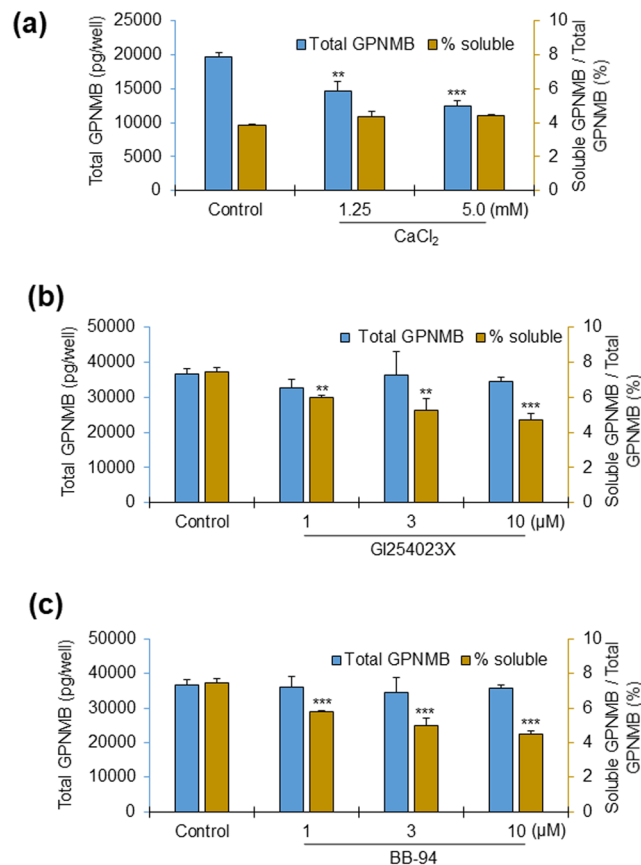 (a)
Total GPNMB (pg/well)
25000
20000
15000
10000
5000
0
Total GPNMB
% soluble
**
***
8
6
4
2
0
Soluble GPNMB / Total
GPNMB (%)
Control
1.25
5.0 (mM)
CaCl₂
(b)
Total GPNMB (pg/well)
50000
40000
30000
20000
10000
0
Total GPNMB
% soluble
**
**
***
10
8
6
4
2
0
Soluble GPNMB / Total
GPNMB (%)
Control
1
3
10 (µM)
GI254023X
(c)
Total GPNMB (pg/well)
50000
40000
30000
20000
10000
0
Total GPNMB
% soluble
***
***
***
10
8
6
4
2
0
Soluble GPNMB / Total
GPNMB (%)
Control
1
3
10 (µM)
BB-94